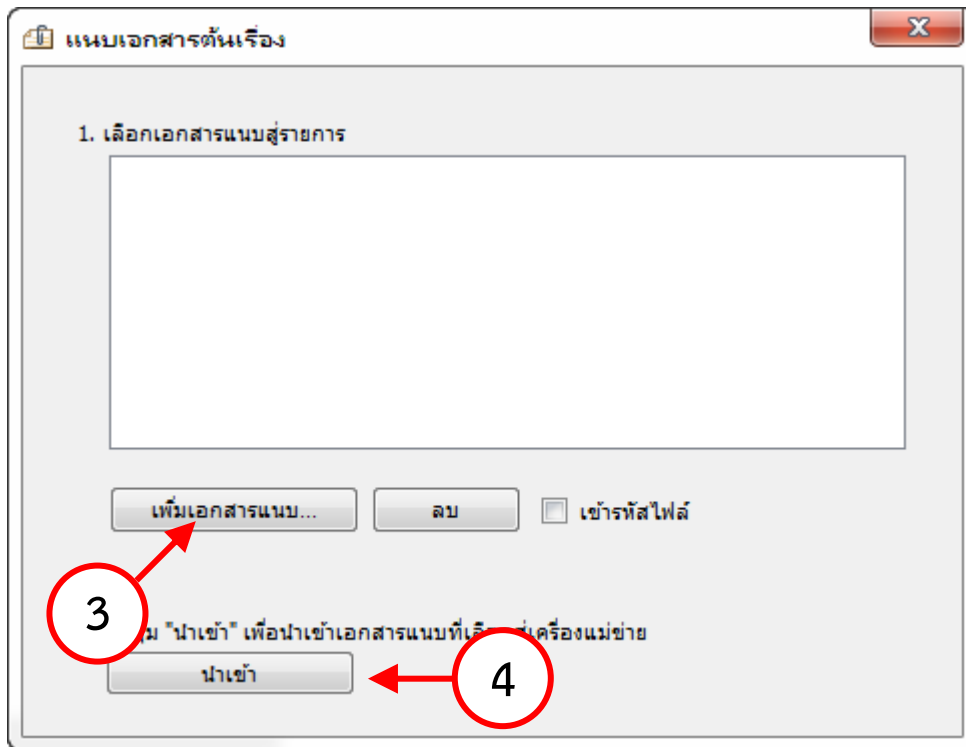 แนบเอกสารต้นเรื่อง
1. เลือกเอกสารแนบสู่รายการ
เพิ่มเอกสารแนบ... ลบ เข้ารหัสไฟล์
3
"นำเข้า" เพื่อนำเข้าเอกสารแนบที่ สู่เครื่องแม่ข่าย
นำเข้า 4